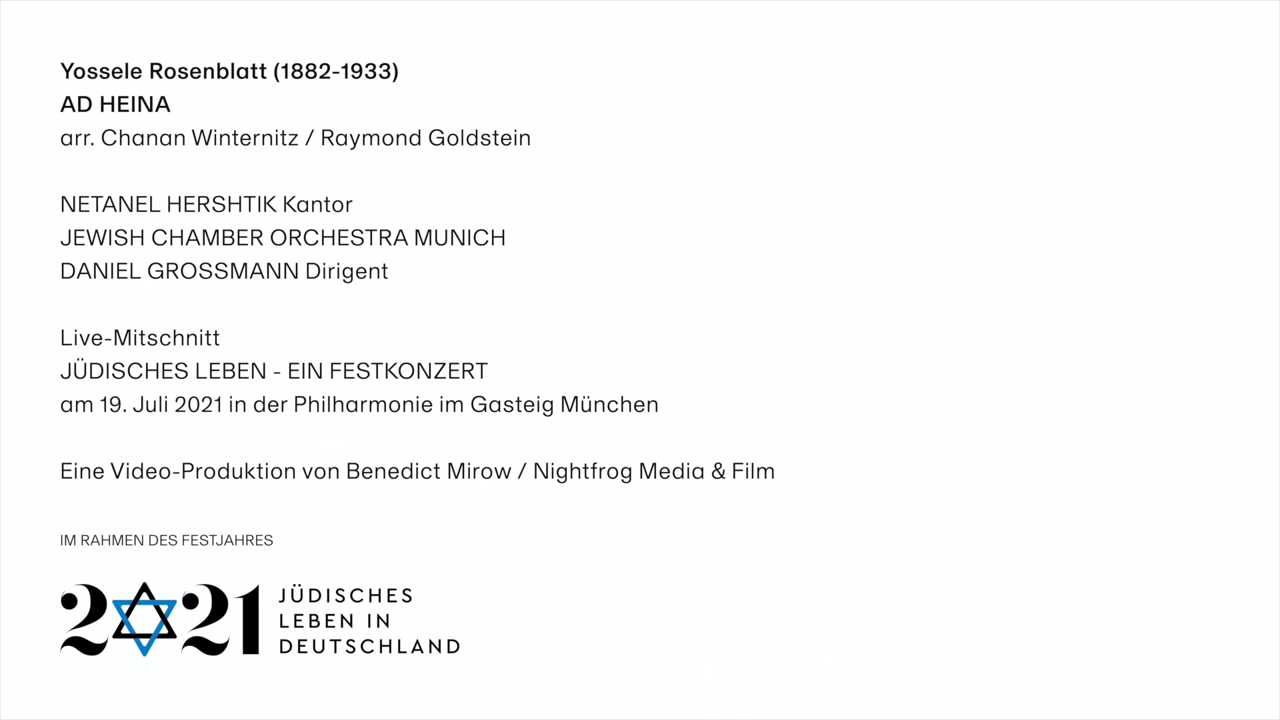 Yossele Rosenblatt (1882-1933)
AD HEINA
arr. Chanan Winternitz / Raymond Goldstein
NETANEL HERSHTIK Kantor
JEWISH CHAMBER ORCHESTRA MUNICH
DANIEL GROSSMANN Dirigent
Live-Mitschnitt
JÜDISCHES LEBEN - EIN FESTKONZERT
am 19. Juli 2021 in der Philharmonie im Gasteig München
Eine Video-Produktion von Benedict Mirow / Nightfrog Media & Film
IM RAHMEN DES FESTJAHRES
2021
JÜDISCHES
LEBEN IN
DEUTSCHLAND